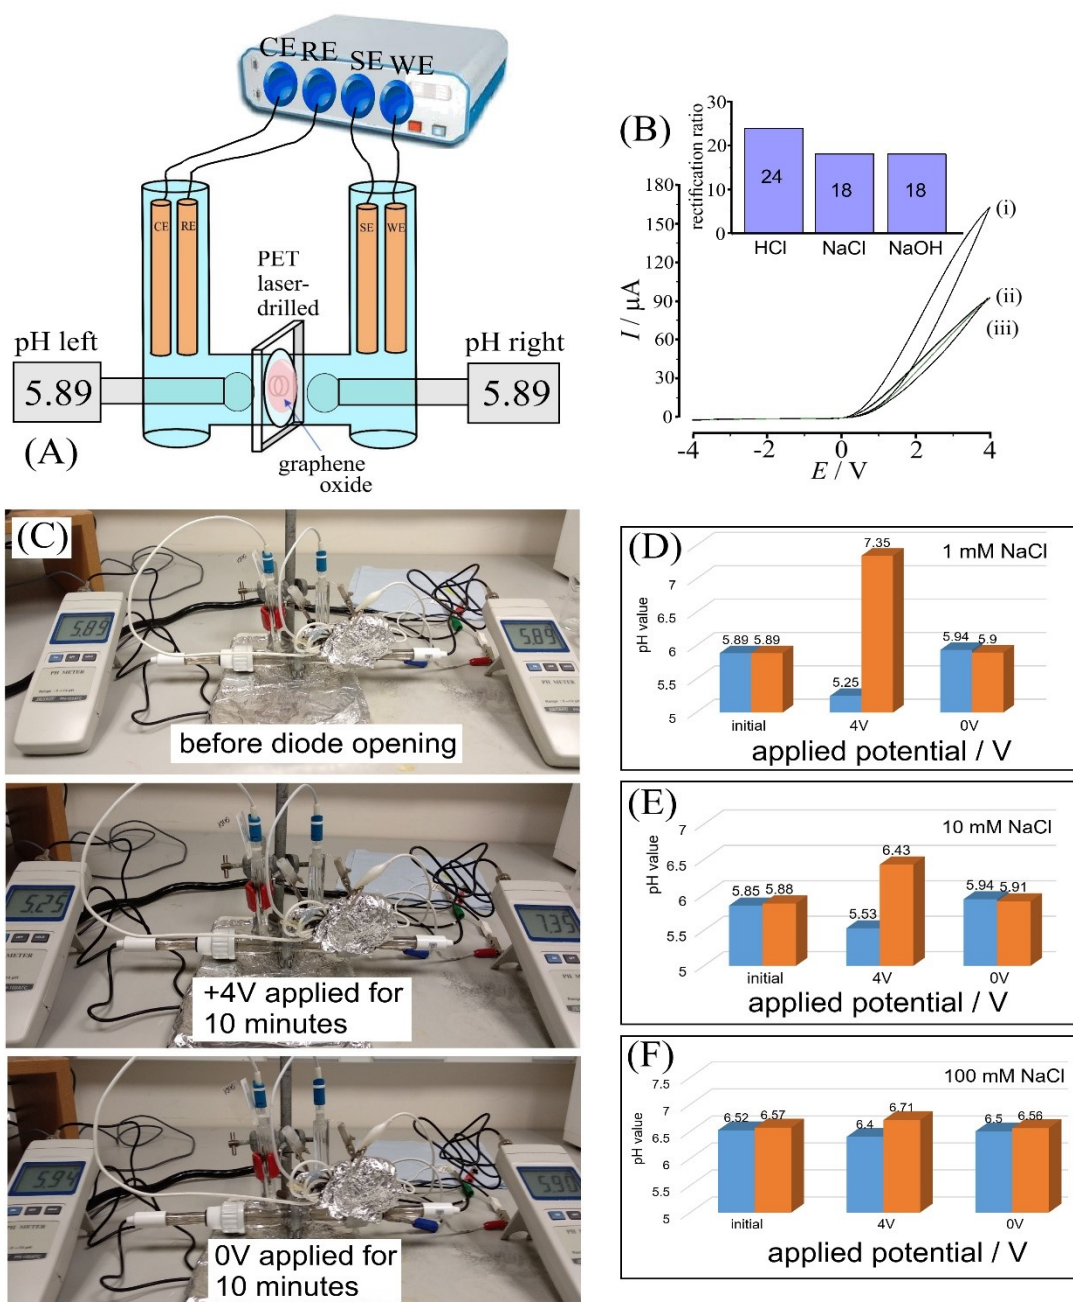 CE RE SE WE
CE RE SE WE
PET
laser-
drilled
pH left
5.89
pH right
5.89
(A)
graphene
oxide
(B)
rectification ratio
30
20
10
0
24
18
18
HCl NaCl NaOH
I / µA
180
150
120
90
60
30
0
-4 -2 0 2 4
E / V
(i)
(ii)
(iii)
(C)
5.89
5.89
PH METER
before diode opening
5.25
7.35
PH METER
+4V applied for
10 minutes
5.94
5.90
PH METER
0V applied for
10 minutes
(D)
1 mM NaCl
pH value
7
6.5
6
5.5
5
5.89 5.89
5.25
7.35
5.94
5.9
initial 4V 0V
applied potential / V
(E)
10 mM NaCl
pH value
7
6.5
6
5.5
5
5.85 5.88
5.53
6.43
5.94 5.91
initial 4V 0V
applied potential / V
(F)
100 mM NaCl
pH value
7.5
7
6.5
6
5.5
5
6.52 6.57
6.4
6.71
6.5 6.56
initial 4V 0V
applied potential / V